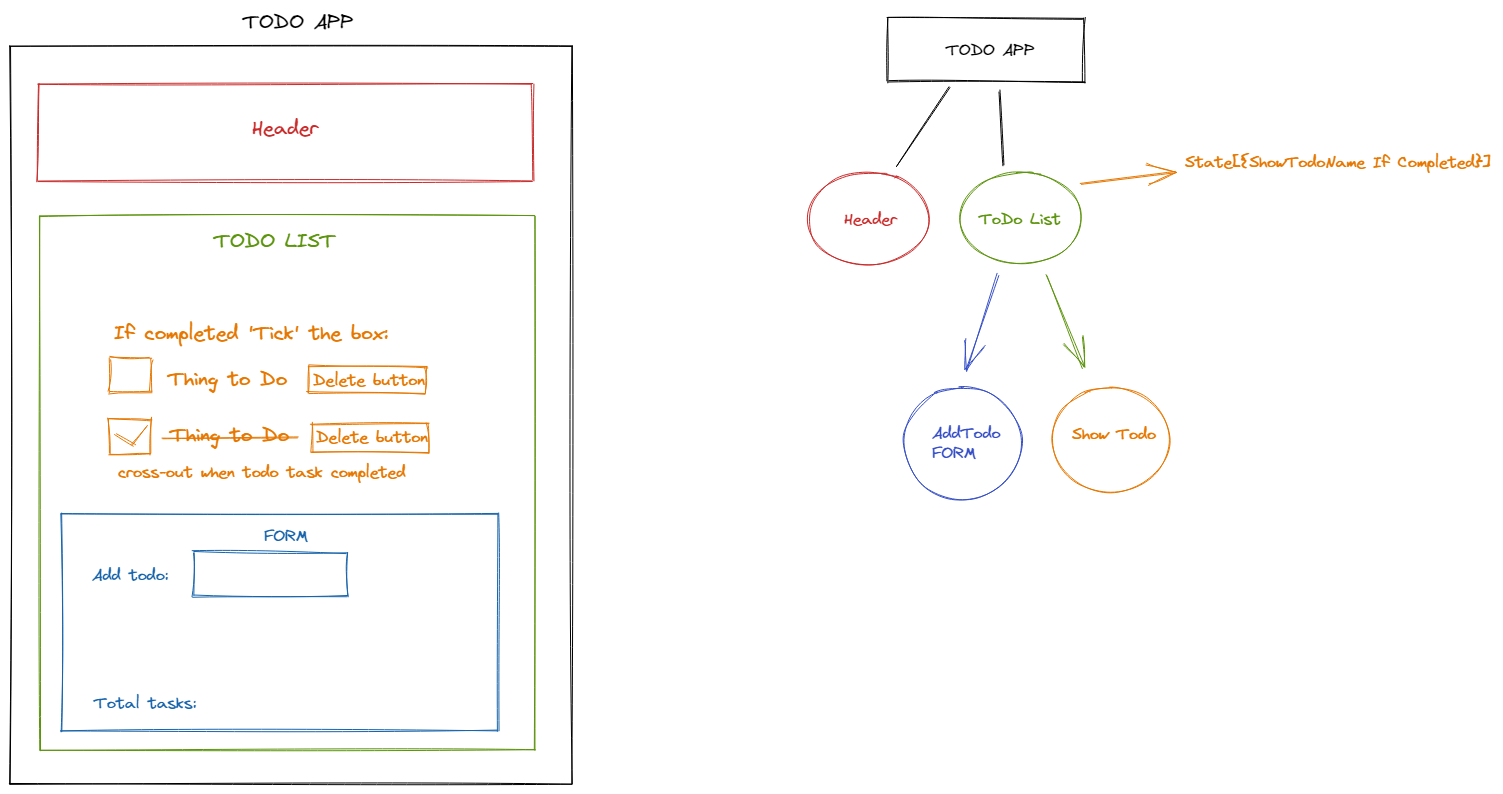 TODO APP
Header
TODO LIST
If completed 'Tick' the box:
Thing to Do
Delete button
Thing to Do
Delete button
cross-out when todo task completed
FORM
Add todo:
Total tasks:
TODO APP
State[{ShowTodoName If Completed}]
Header
ToDo List
AddTodo
FORM
Show Todo